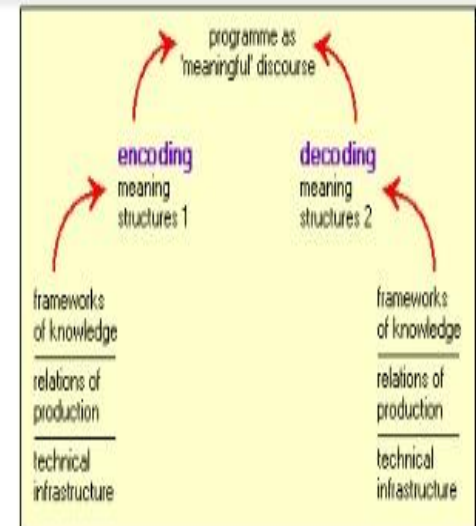 programme as
'meaningful' discourse
encoding
meaning
structures 1
decoding
meaning
structures 2
frameworks
of knowledge
relations of
production
technical
infrastructure
frameworks
of knowledge
relations of
production
technical
infrastructure